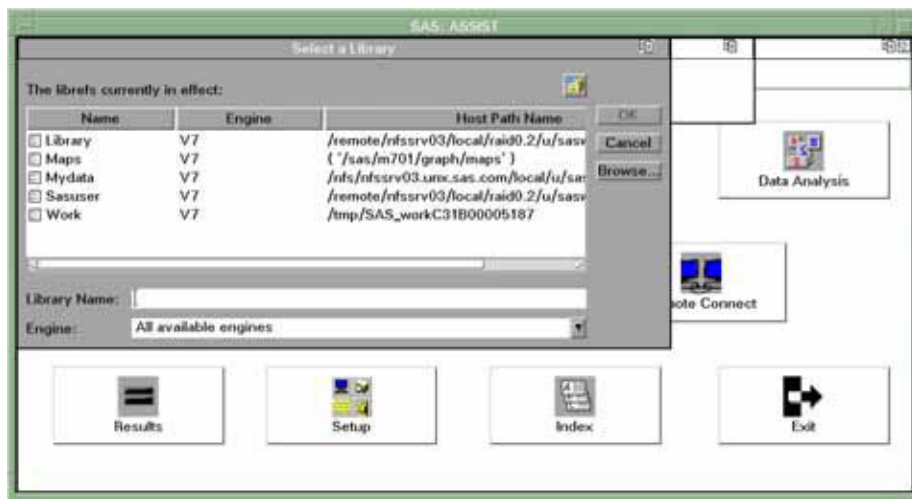 SAS: ASSIST
Select a Library
The librefs currently in effect:
Name Engine Host Path Name
Library V7 /remote/nfssrv03/local/raid0.2/u/sasw
Maps V7 ( '/sas/m701/graph/maps' )
Mydata V7 /nfs/nfssrv03.unx.sas.com/local/u/sas
Sasuser V7 /remote/nfssrv03/local/raid0.2/u/sasw
Work V7 /tmp/SAS_workC31B00005187
OK
Cancel
Browse...
Library Name:
Engine: All available engines
Data Analysis
ote Connect
Results
Setup
Index
Exit